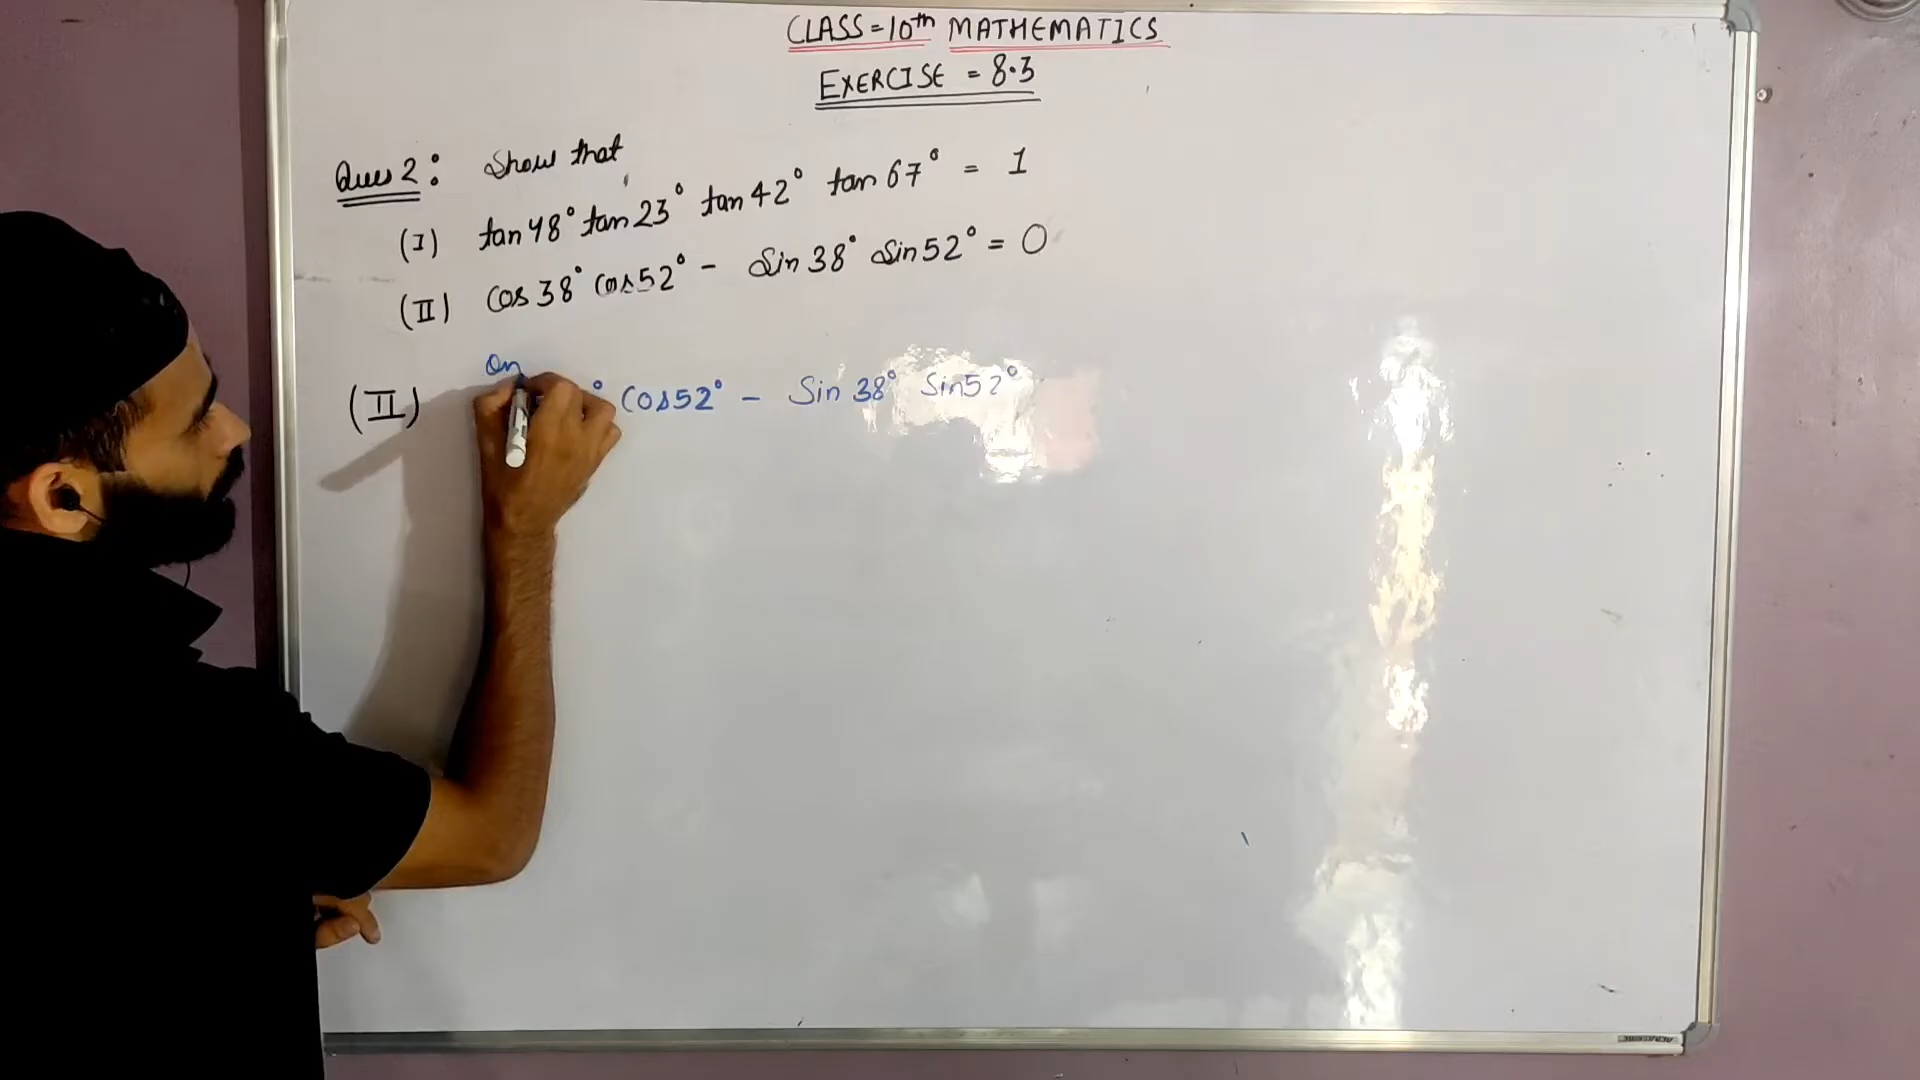 CLASS=10th MATHEMATICS
EXERCISE = 8.3
Ques 2: Show that
(I) tan 48° tan 23° tan 42° tan 67° = 1
(II) Cos 38° Cos 52° - Sin 38° Sin 52° = 0
On
(II) ° Cos 52° - Sin 38° Sin 52°